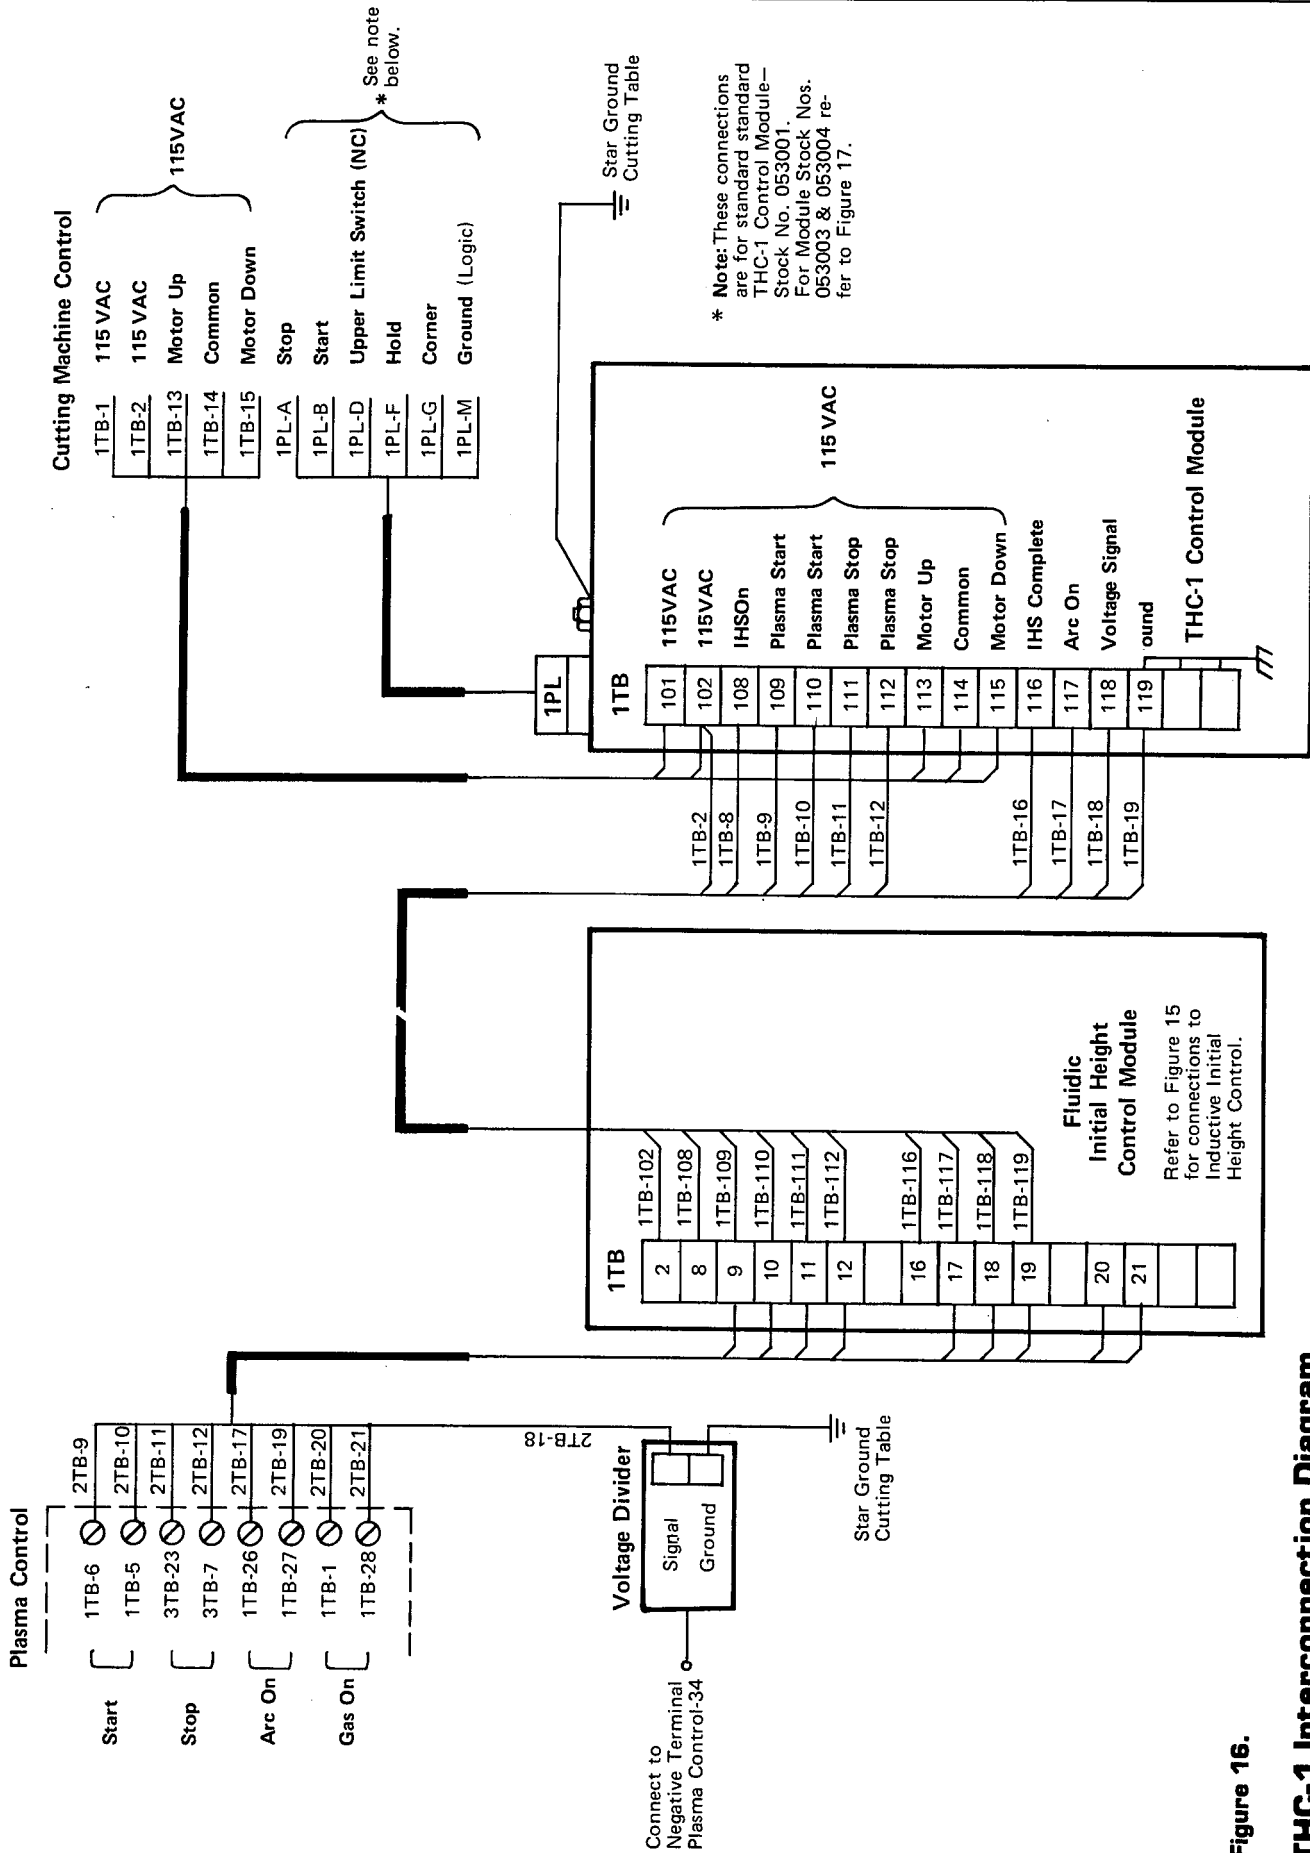 Plasma Control
Start
Stop
Arc On
Gas On
1TB-6
1TB-5
3TB-23
3TB-7
1TB-26
1TB-27
1TB-1
1TB-28
2TB-9
2TB-10
2TB-11
2TB-12
2TB-17
2TB-19
2TB-20
2TB-21
2TB-18
Connect to
Negative Terminal
Plasma Control-34
Voltage Divider
Signal
Ground
Star Ground
Cutting Table
1TB
2
8
9
10
11
12
16
17
18
19
20
21
1TB-102
1TB-108
1TB-109
1TB-110
1TB-111
1TB-112
1TB-116
1TB-117
1TB-118
1TB-119
Fluidic
Initial Height
Control Module
Refer to Figure 15
for connections to
Inductive Initial
Height Control.
Cutting Machine Control
1TB-1 115 VAC
1TB-2 115 VAC
1TB-13 Motor Up
1TB-14 Common
1TB-15 Motor Down
115VAC
1PL-A Stop
1PL-B Start
1PL-D Upper Limit Switch (NC)
1PL-F Hold
1PL-G Corner
1PL-M Ground (Logic)
* See note
below.
1PL
Star Ground
Cutting Table
1TB-2
1TB-8
1TB-9
1TB-10
1TB-11
1TB-12
1TB-16
1TB-17
1TB-18
1TB-19
1TB
101 115VAC
102 115VAC
108 IHSOn
109 Plasma Start
110 Plasma Start
111 Plasma Stop
112 Plasma Stop
113 Motor Up
114 Common
115 Motor Down
116 IHS Complete
117 Arc On
118 Voltage Signal
119 ound
115 VAC
THC-1 Control Module
* Note: These connections
are for standard standard
THC-1 Control Module—
Stock No. 053001.
For Module Stock Nos.
053003 & 053004 re-
fer to Figure 17.
Figure 16.
THC-1 Interconnection Diagram